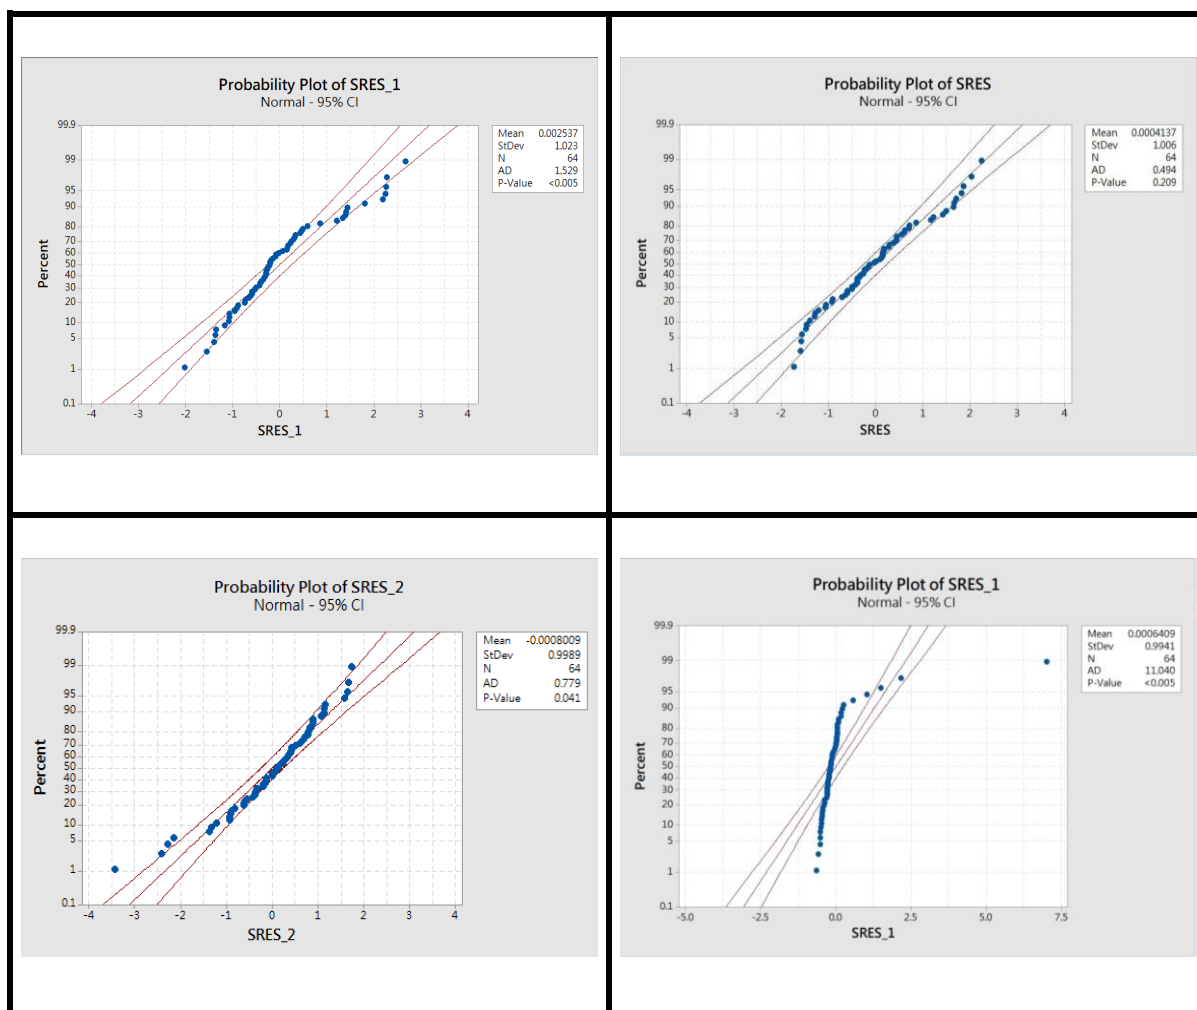 Probability Plot of SRES_1
Normal - 95% CI
Mean 0.002537
StDev 1.023
N 64
AD 1.529
P-Value <0.005
99.9
99
95
90
80
70
60
50
40
30
20
10
5
1
0.1
Percent
-4 -3 -2 -1 0 1 2 3 4
SRES_1
Probability Plot of SRES
Normal - 95% CI
Mean 0.0004137
StDev 1.006
N 64
AD 0.494
P-Value 0.209
99.9
99
95
90
80
70
60
50
40
30
20
10
5
1
0.1
Percent
-4 -3 -2 -1 0 1 2 3 4
SRES
Probability Plot of SRES_2
Normal - 95% CI
Mean -0.0008009
StDev 0.9989
N 64
AD 0.779
P-Value 0.041
99.9
99
95
90
80
70
60
50
40
30
20
10
5
1
0.1
Percent
-4 -3 -2 -1 0 1 2 3 4
SRES_2
Probability Plot of SRES_1
Normal - 95% CI
Mean 0.0006409
StDev 0.9941
N 64
AD 11.040
P-Value <0.005
99.9
99
95
90
80
70
60
50
40
30
20
10
5
1
0.1
Percent
-5.0 -2.5 0.0 2.5 5.0 7.5
SRES_1